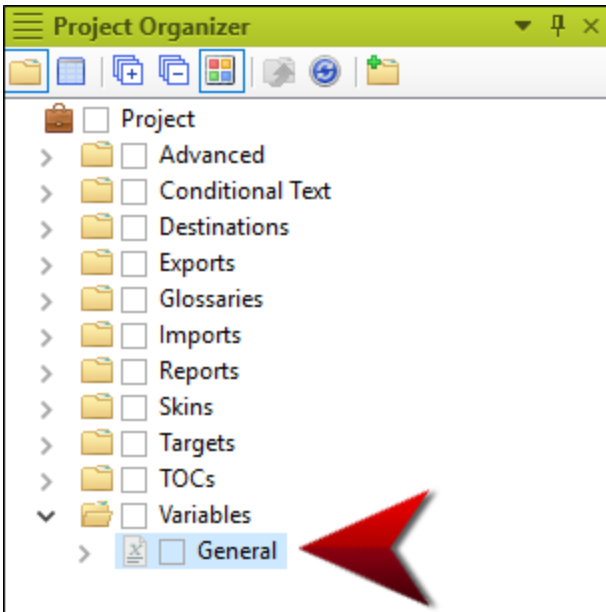 Project Organizer
Project
Advanced
Conditional Text
Destinations
Exports
Glossaries
Imports
Reports
Skins
Targets
TOCs
Variables
General